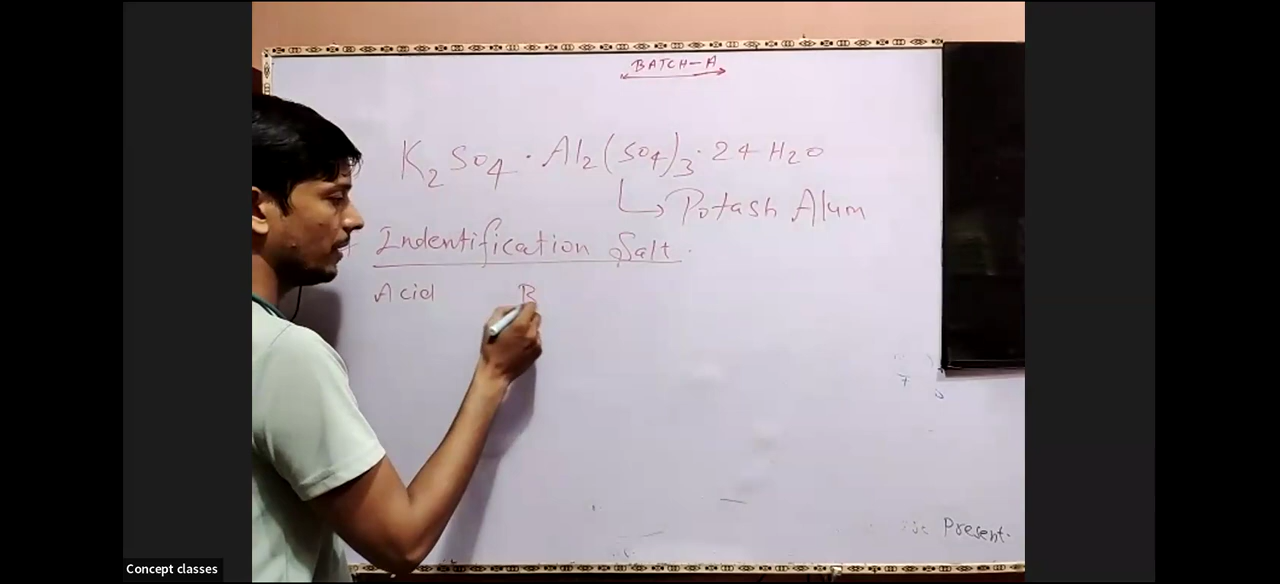 BATCH-A
K₂SO₄ · Al₂(SO₄)₃ · 24 H₂O
↳ Potash Alum
Indentification Salt.
Acid B
Present.
Concept classes